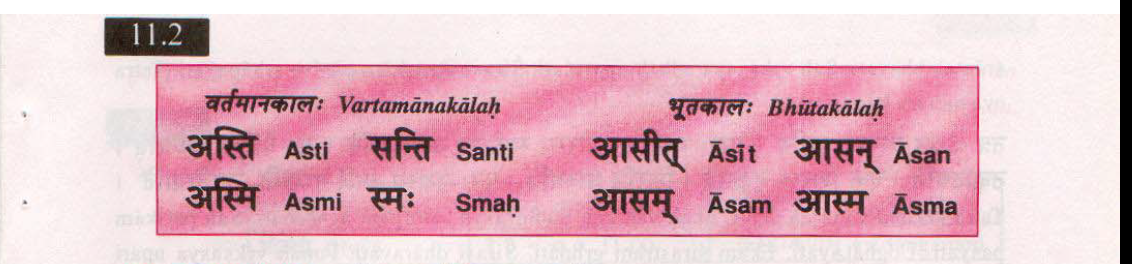 11.2
वर्तमानकालः Vartamānakālaḥ भूतकालः Bhūtakālaḥ
अस्ति Asti सन्ति Santi आसीत् Āsīt आसन् Āsan
अस्मि Asmi स्मः Smaḥ आसम् Āsam आस्म Āsma